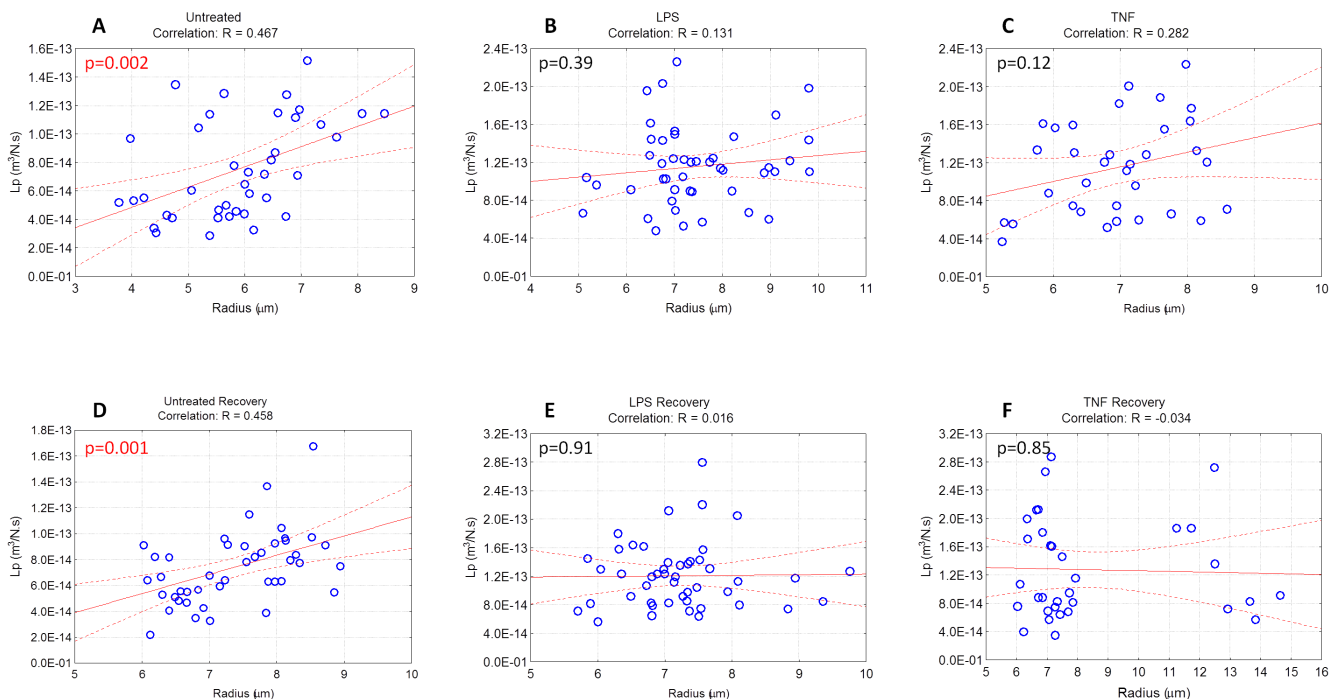 A
Untreated
Correlation: R = 0.467
p=0.002
Lp (m³/N.s)
1.6E-13
1.4E-13
1.2E-13
1.0E-13
8.0E-14
6.0E-14
4.0E-14
2.0E-14
0.0E-01
3 4 5 6 7 8 9
Radius (μm)
B
LPS
Correlation: R = 0.131
p=0.39
Lp (m³/N.s)
2.4E-13
2.0E-13
1.6E-13
1.2E-13
8.0E-14
4.0E-14
0.0E-01
4 5 6 7 8 9 10 11
Radius (μm)
C
TNF
Correlation: R = 0.282
p=0.12
Lp (m³/N.s)
2.4E-13
2.0E-13
1.6E-13
1.2E-13
8.0E-14
4.0E-14
0.0E-01
5 6 7 8 9 10
Radius (μm)
D
Untreated Recovery
Correlation: R = 0.458
p=0.001
Lp (m³/N.s)
1.8E-13
1.6E-13
1.4E-13
1.2E-13
1.0E-13
8.0E-14
6.0E-14
4.0E-14
2.0E-14
0.0E-01
5 6 7 8 9 10
Radius (μm)
E
LPS Recovery
Correlation: R = 0.016
p=0.91
Lp (m³/N.s)
3.2E-13
2.8E-13
2.4E-13
2.0E-13
1.6E-13
1.2E-13
8.0E-14
4.0E-14
0.0E-01
5 6 7 8 9 10
Radius (μm)
F
TNF Recovery
Correlation: R = -0.034
p=0.85
Lp (m³/N.s)
3.2E-13
2.8E-13
2.4E-13
2.0E-13
1.6E-13
1.2E-13
8.0E-14
4.0E-14
0.0E-01
5 6 7 8 9 10 11 12 13 14 15 16
Radius (μm)